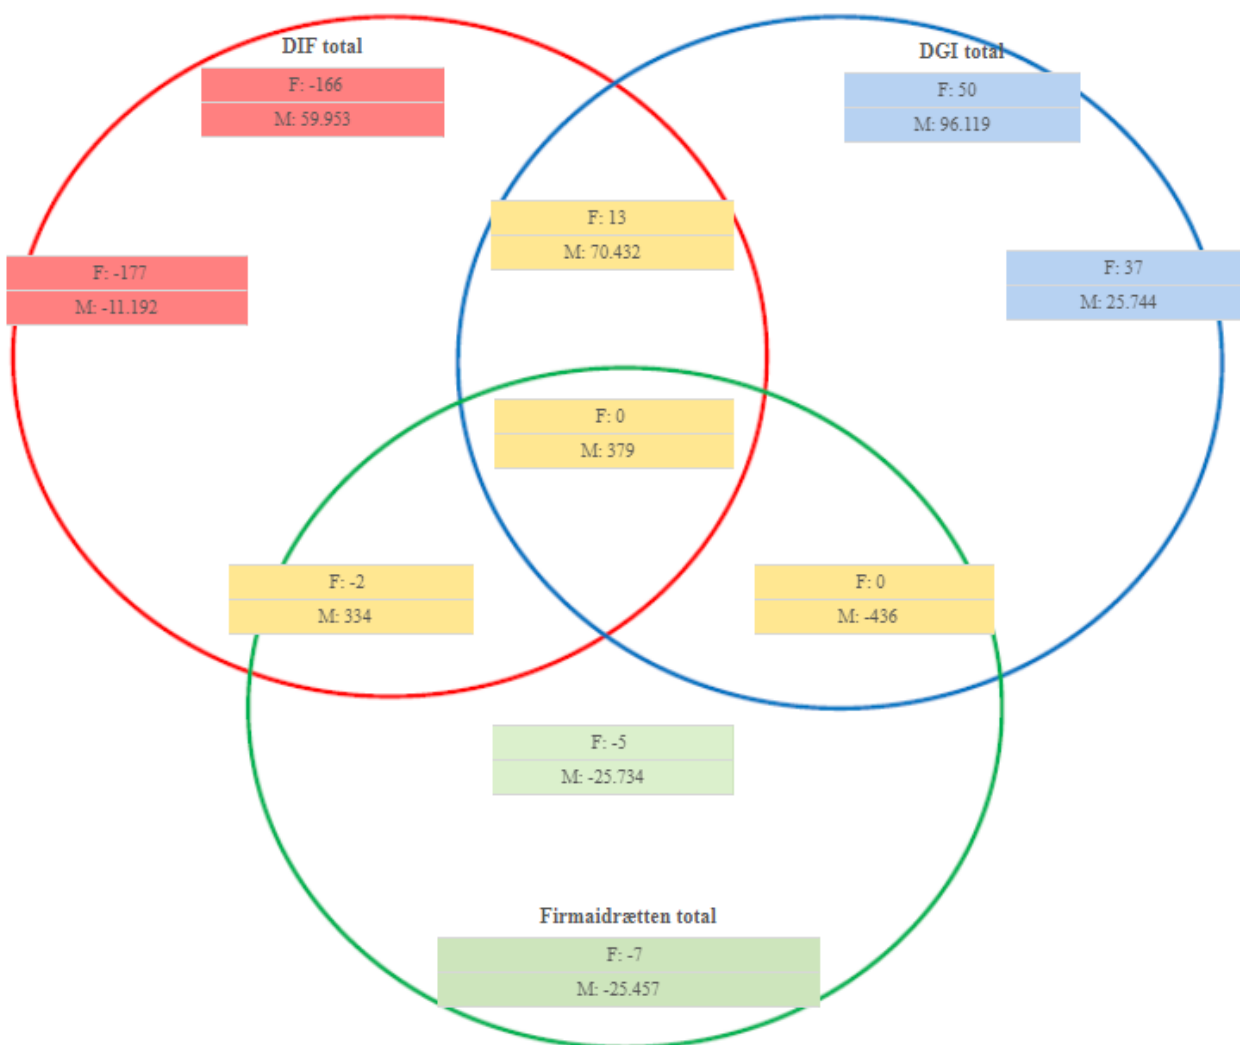 DIF total
F: -166
M: 59.953
DGI total
F: 50
M: 96.119
F: 13
M: 70.432
F: -177
M: -11.192
F: 37
M: 25.744
F: 0
M: 379
F: -2
M: 334
F: 0
M: -436
F: -5
M: -25.734
Firmaidrætten total
F: -7
M: -25.457